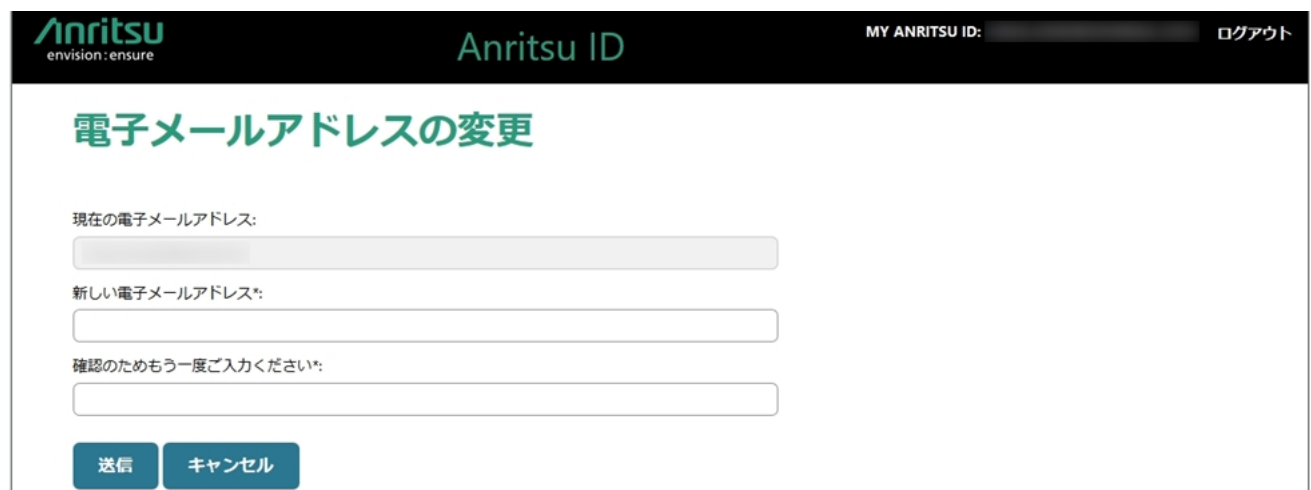 Anritsu
envision:ensure
Anritsu ID
MY ANRITSU ID:
ログアウト
電子メールアドレスの変更
現在の電子メールアドレス:
新しい電子メールアドレス*:
確認のためもう一度ご入力ください*:
送信
キャンセル